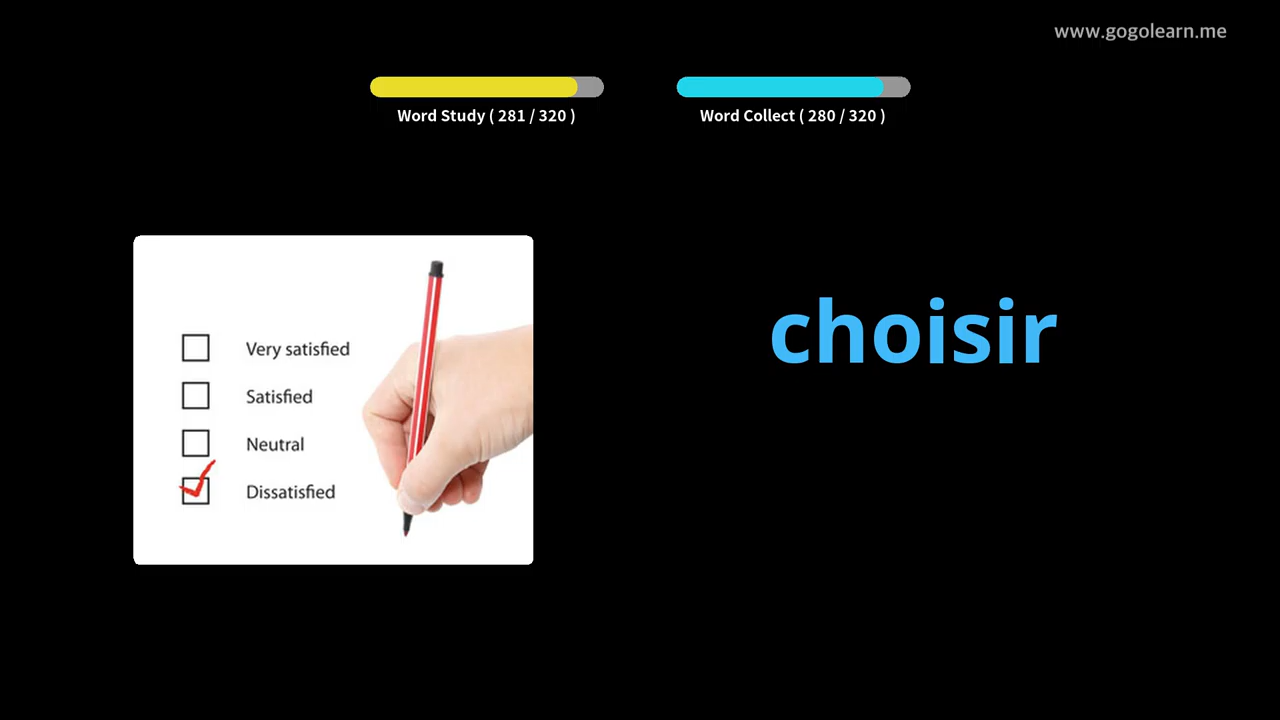 www.gogolearn.me
Word Study ( 281 / 320 )
Word Collect ( 280 / 320 )
Very satisfied
Satisfied
Neutral
Dissatisfied
choisir